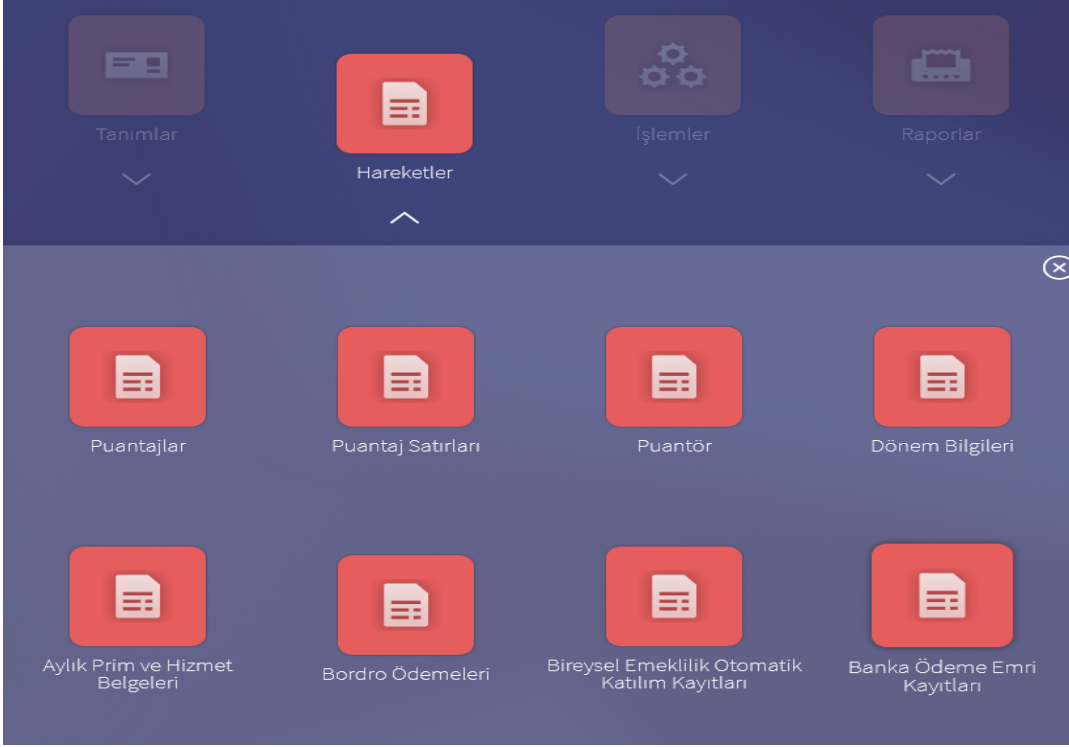 Tanımlar
Hareketler
İşlemler
Raporlar
Puantajlar
Puantaj Satırları
Puantör
Dönem Bilgileri
Aylık Prim ve Hizmet
Belgeleri
Bordro Ödemeleri
Bireysel Emeklilik Otomatik
Katılım Kayıtları
Banka Ödeme Emri
Kayıtları